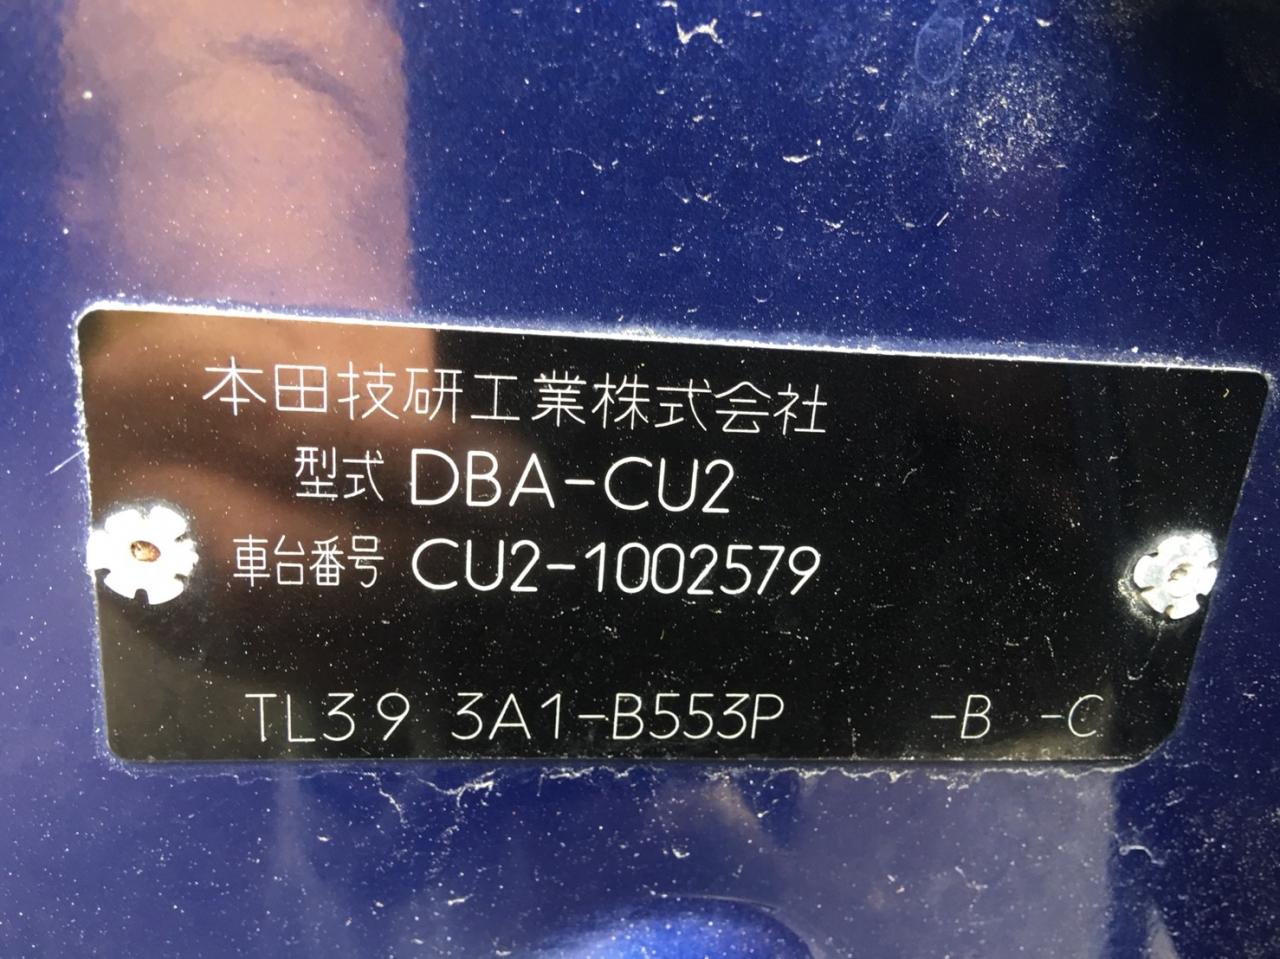 本田技研工業株式会社
型式 DBA-CU2
車台番号 CU2-1002579
TL39 3A1-B553P -B -C